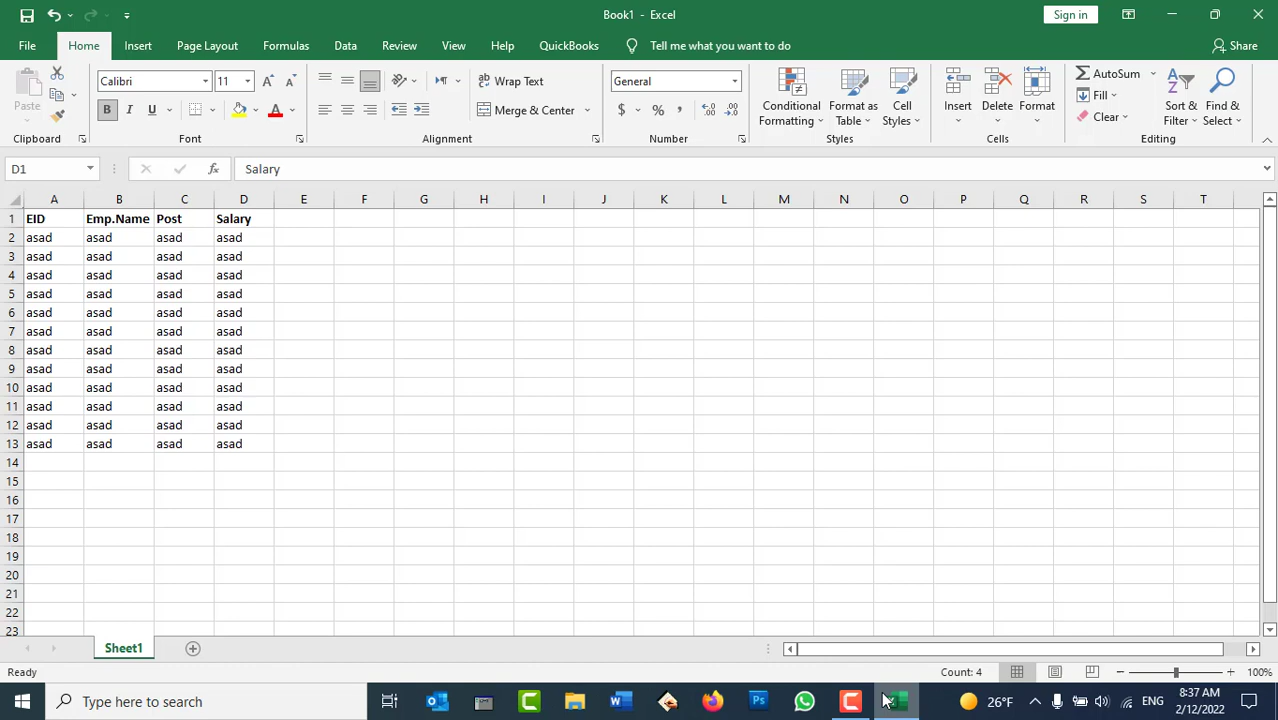 Book1 - Excel
Sign in
File Home Insert Page Layout Formulas Data Review View Help QuickBooks Tell me what you want to do Share
Paste
Clipboard
Calibri 11
B I U A
Font
Wrap Text
Merge & Center
Alignment
General
$ % ,
Number
Conditional Formatting
Format as Table
Cell Styles
Styles
Insert Delete Format
Cells
AutoSum
Fill
Clear
Sort & Filter
Find & Select
Editing
D1 fx Salary
A B C D E F G H I J K L M N O P Q R S T
1 EID Emp.Name Post Salary
2 asad asad asad asad
3 asad asad asad asad
4 asad asad asad asad
5 asad asad asad asad
6 asad asad asad asad
7 asad asad asad asad
8 asad asad asad asad
9 asad asad asad asad
10 asad asad asad asad
11 asad asad asad asad
12 asad asad asad asad
13 asad asad asad asad
14
15
16
17
18
19
20
21
22
23
Sheet1
Ready Count: 4 100%
Type here to search 26°F ENG 8:37 AM
2/12/2022